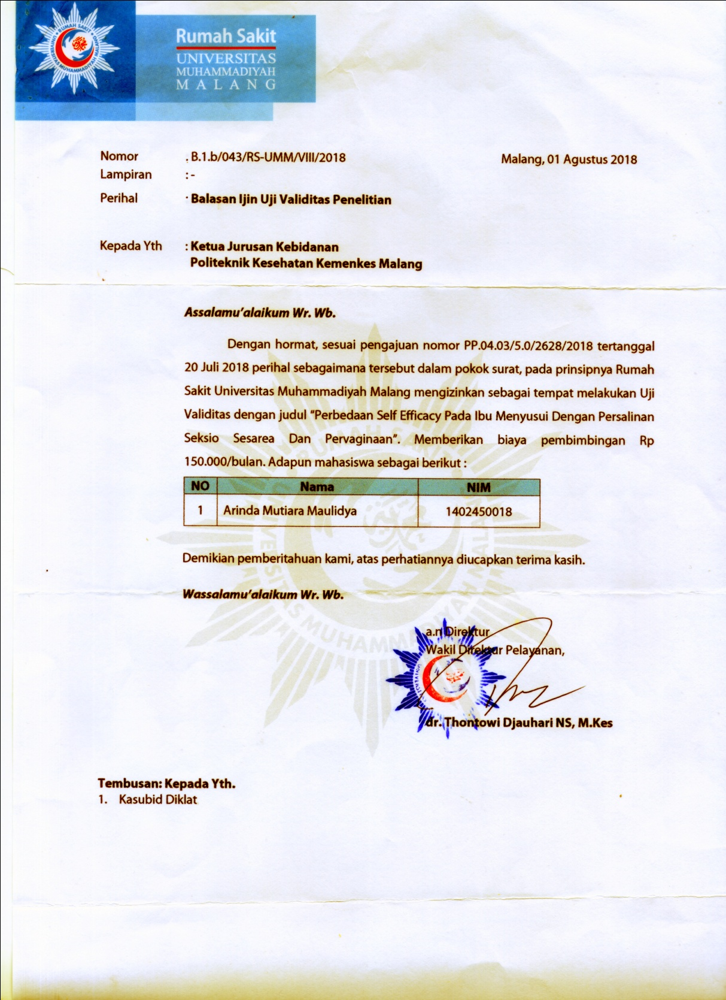 Rumah Sakit
UNIVERSITAS
MUHAMMADIYAH
MALANG
RUMAH SAKIT
UNIVERSITAS MUHAMMADIYAH MALANG
Nomor : B.1.b/043/RS-UMM/VIII/2018 Malang, 01 Agustus 2018
Lampiran : -
Perihal : Balasan Ijin Uji Validitas Penelitian
Kepada Yth : Ketua Jurusan Kebidanan
Politeknik Kesehatan Kemenkes Malang
Assalamu'alaikum Wr. Wb.
Dengan hormat, sesuai pengajuan nomor PP.04.03/5.0/2628/2018 tertanggal
20 Juli 2018 perihal sebagaimana tersebut dalam pokok surat, pada prinsipnya Rumah
Sakit Universitas Muhammadiyah Malang mengizinkan sebagai tempat melakukan Uji
Validitas dengan judul "Perbedaan Self Efficacy Pada Ibu Menyusui Dengan Persalinan
Seksio Sesarea Dan Pervaginaan". Memberikan biaya pembimbingan Rp
150.000/bulan. Adapun mahasiswa sebagai berikut :
NO Nama NIM
1 Arinda Mutiara Maulidya 1402450018
Demikian pemberitahuan kami, atas perhatiannya diucapkan terima kasih.
Wassalamu'alaikum Wr. Wb.
a.n Direktur
Wakil Direktur Pelayanan,
dr. Thontowi Djauhari NS, M.Kes
Tembusan: Kepada Yth.
1. Kasubid Diklat